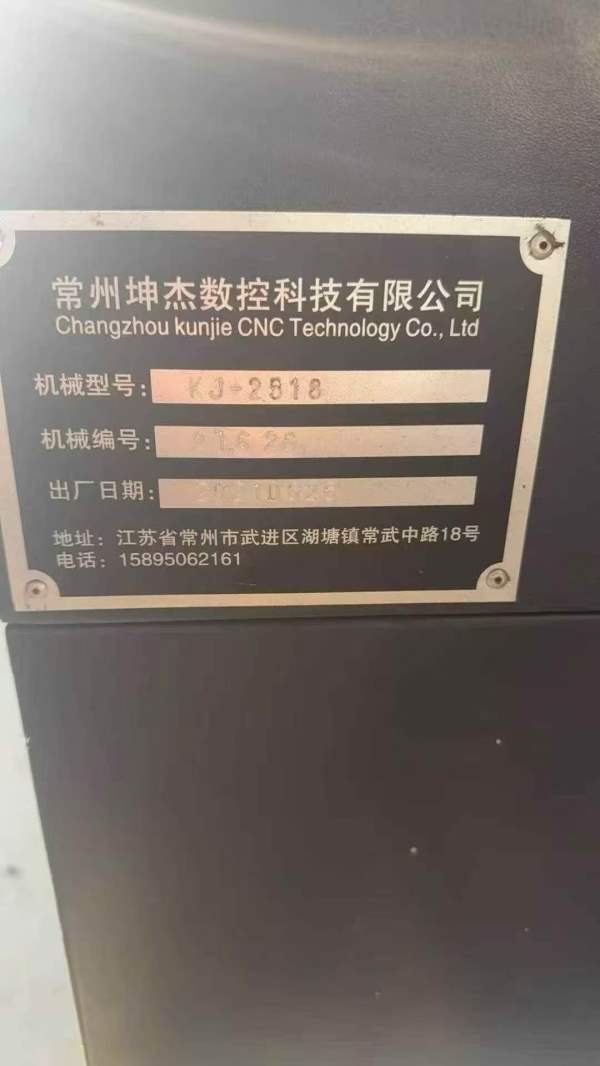 常州坤杰数控科技有限公司
Changzhou kunjie CNC Technology Co., Ltd
机械型号: KJ-2518
机械编号:
出厂日期:
地址: 江苏省常州市武进区湖塘镇常武中路18号
电话: 15895062161